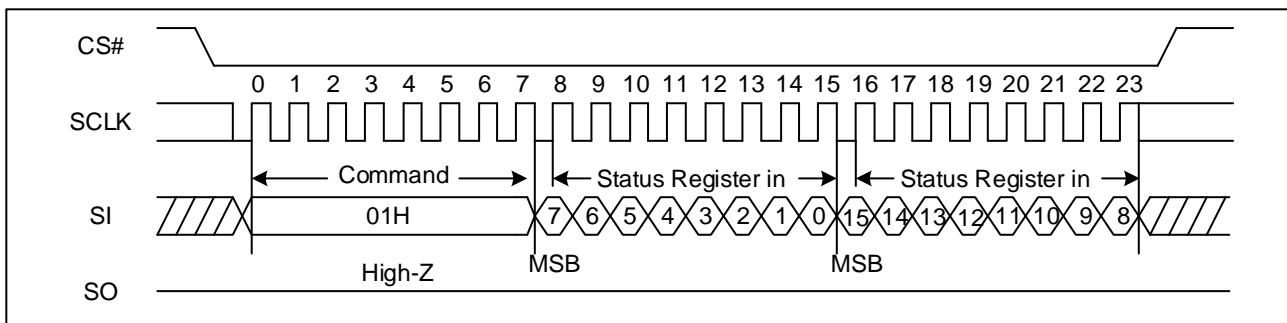 CS#
0 1 2 3 4 5 6 7 8 9 10 11 12 13 14 15 16 17 18 19 20 21 22 23
SCLK
Command Status Register in Status Register in
SI 01H 7 6 5 4 3 2 1 0 15 14 13 12 11 10 9 8
MSB MSB
High-Z
SO